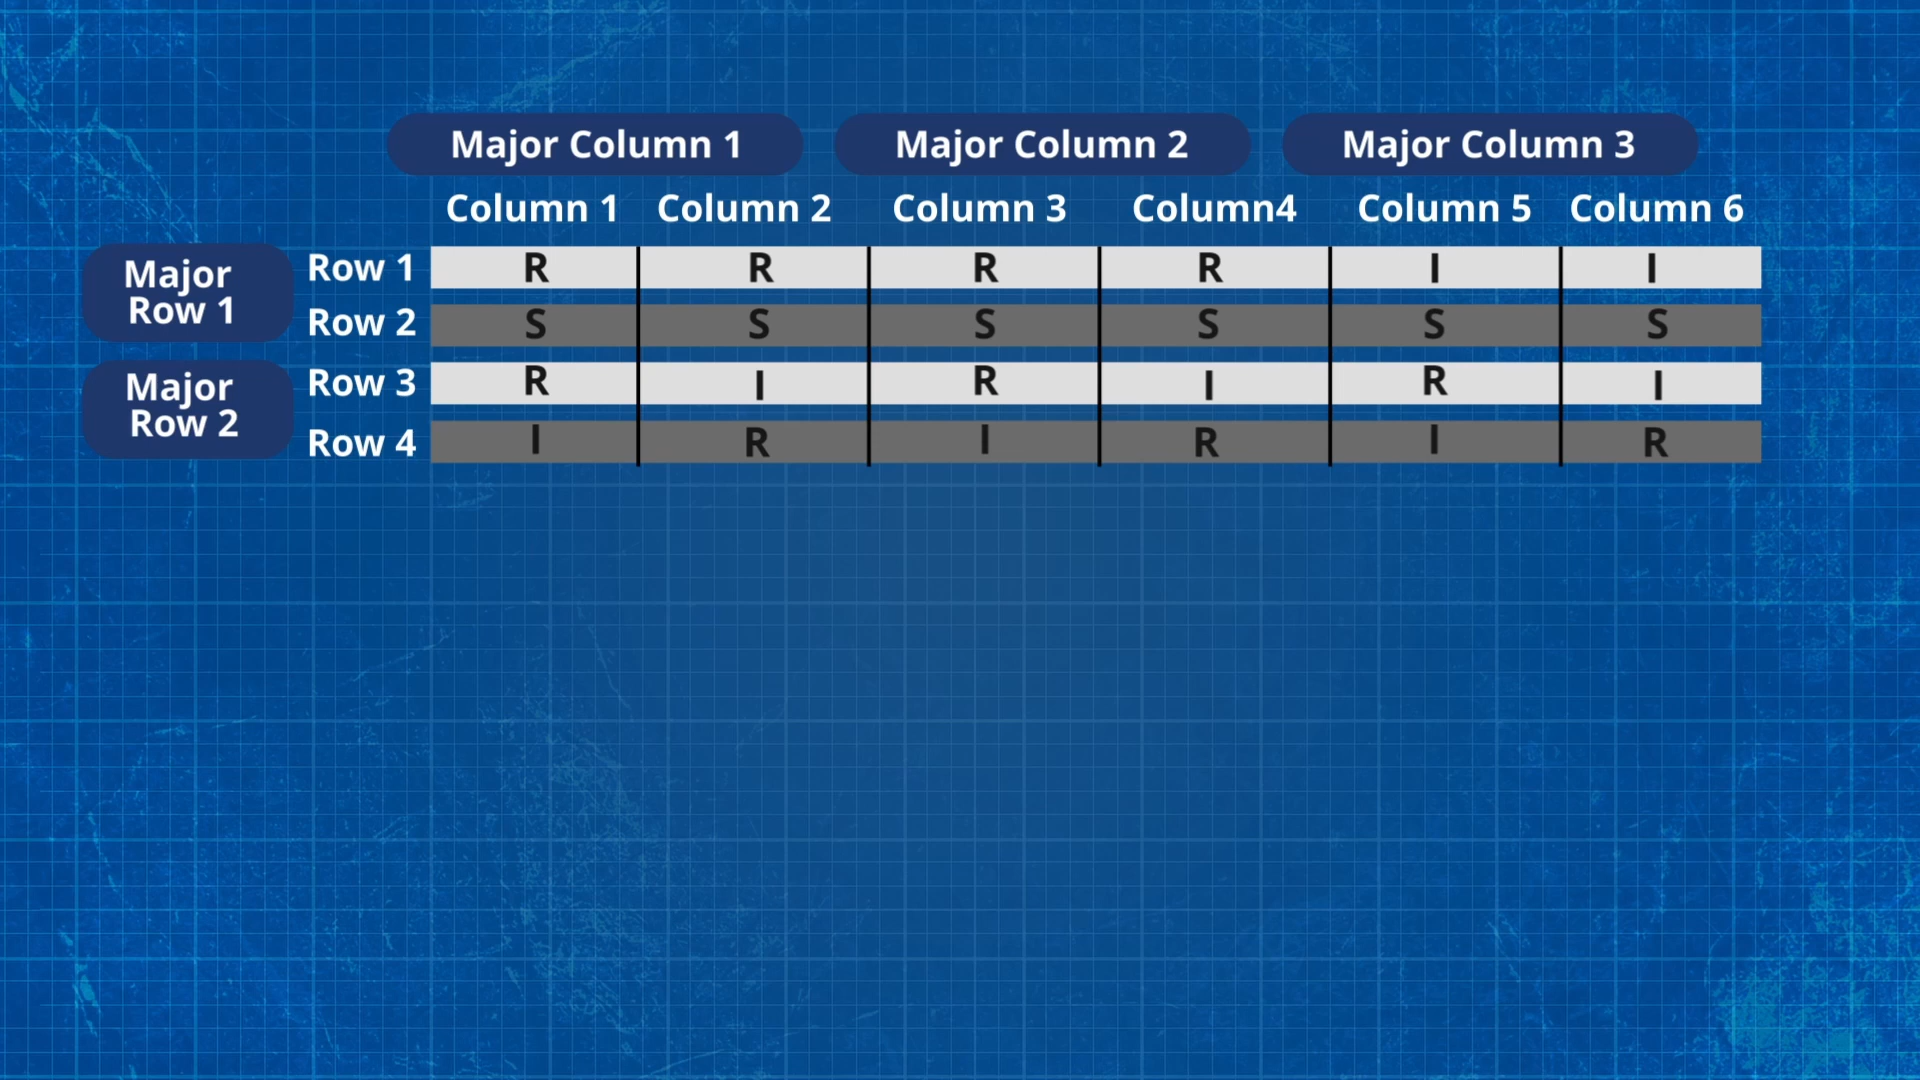 Major Column 1 Major Column 2 Major Column 3
Column 1 Column 2 Column 3 Column4 Column 5 Column 6
Major
Row 1
Row 1 R R R R I I
Row 2 S S S S S S
Major
Row 2
Row 3 R I R I R I
Row 4 I R I R I R